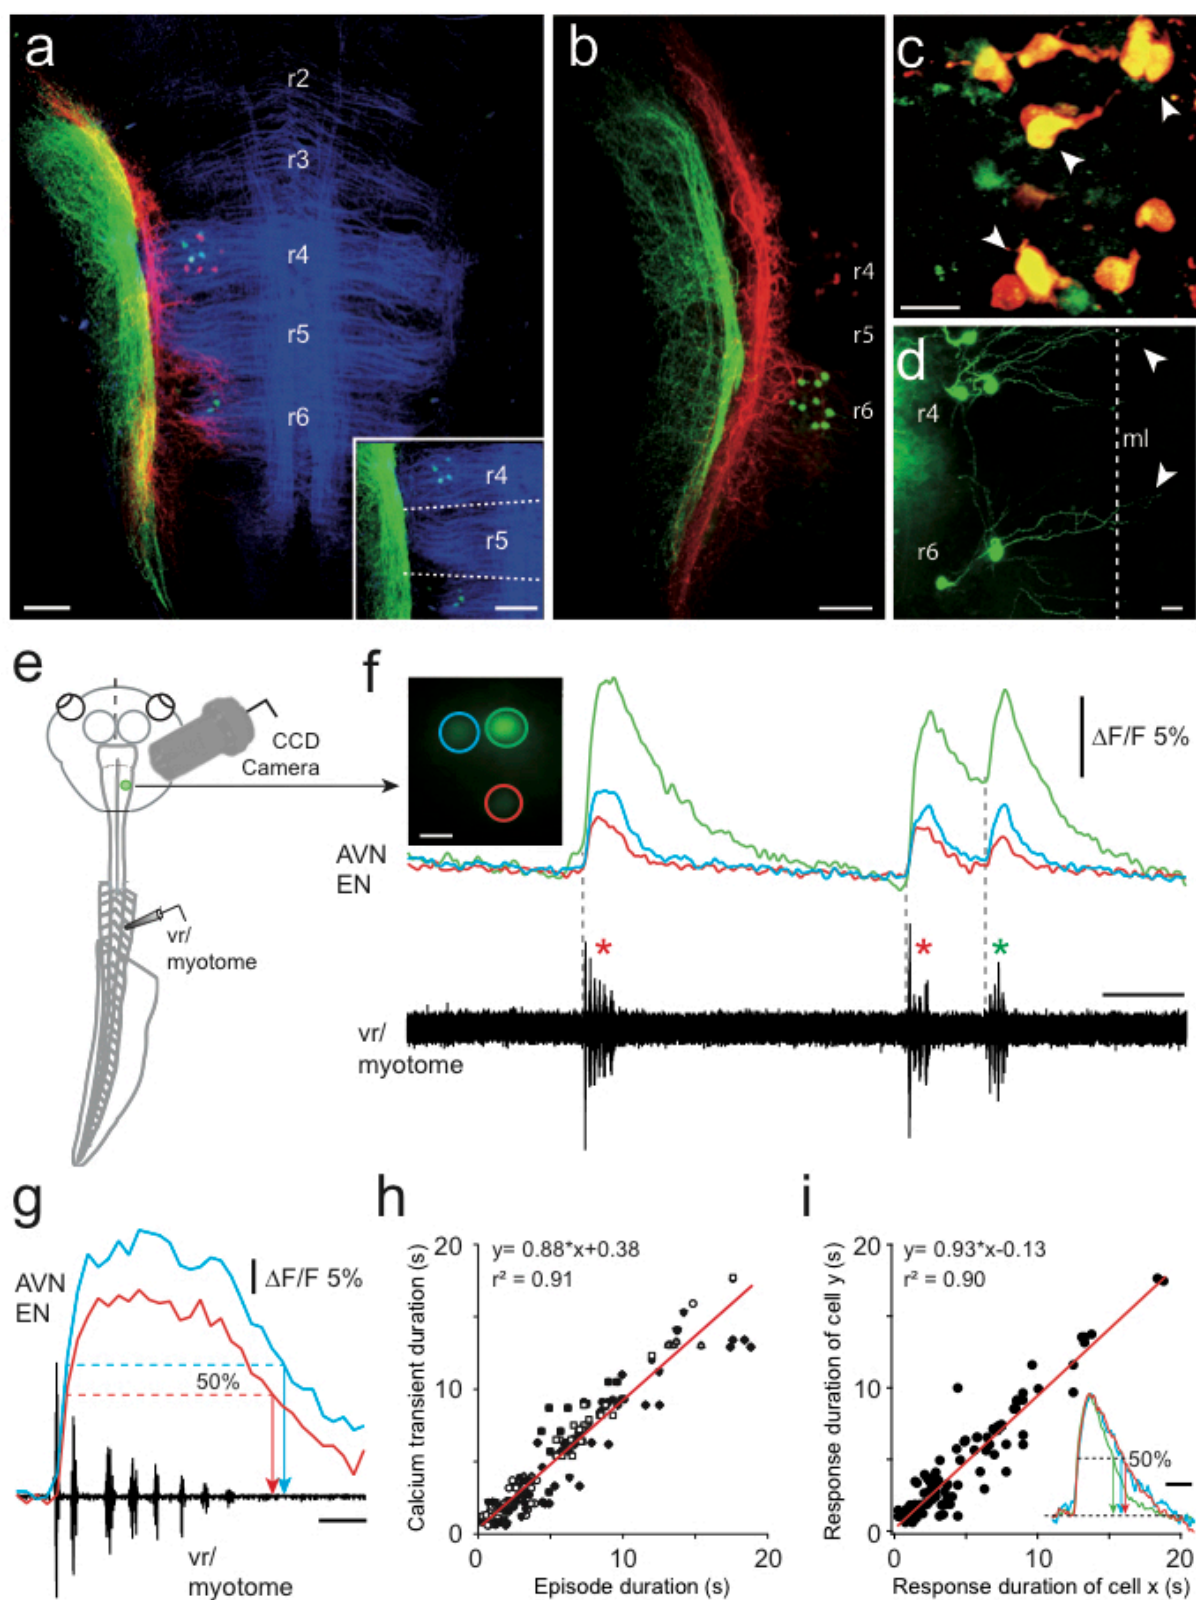 a
r2
r3
r4
r5
r6
r4
r5
b
r4
r5
r6
c
d
r4
ml
r6
e
CCD
Camera
vr/
myotome
f
ΔF/F 5%
AVN
EN
* * *
vr/
myotome
g
AVN
EN
ΔF/F 5%
50%
vr/
myotome
h
y= 0.88*x+0.38
r² = 0.91
Calcium transient duration (s)
20
10
0
0 10 20
Episode duration (s)
i
y= 0.93*x-0.13
r² = 0.90
Response duration of cell y (s)
20
10
0
50%
0 10 20
Response duration of cell x (s)